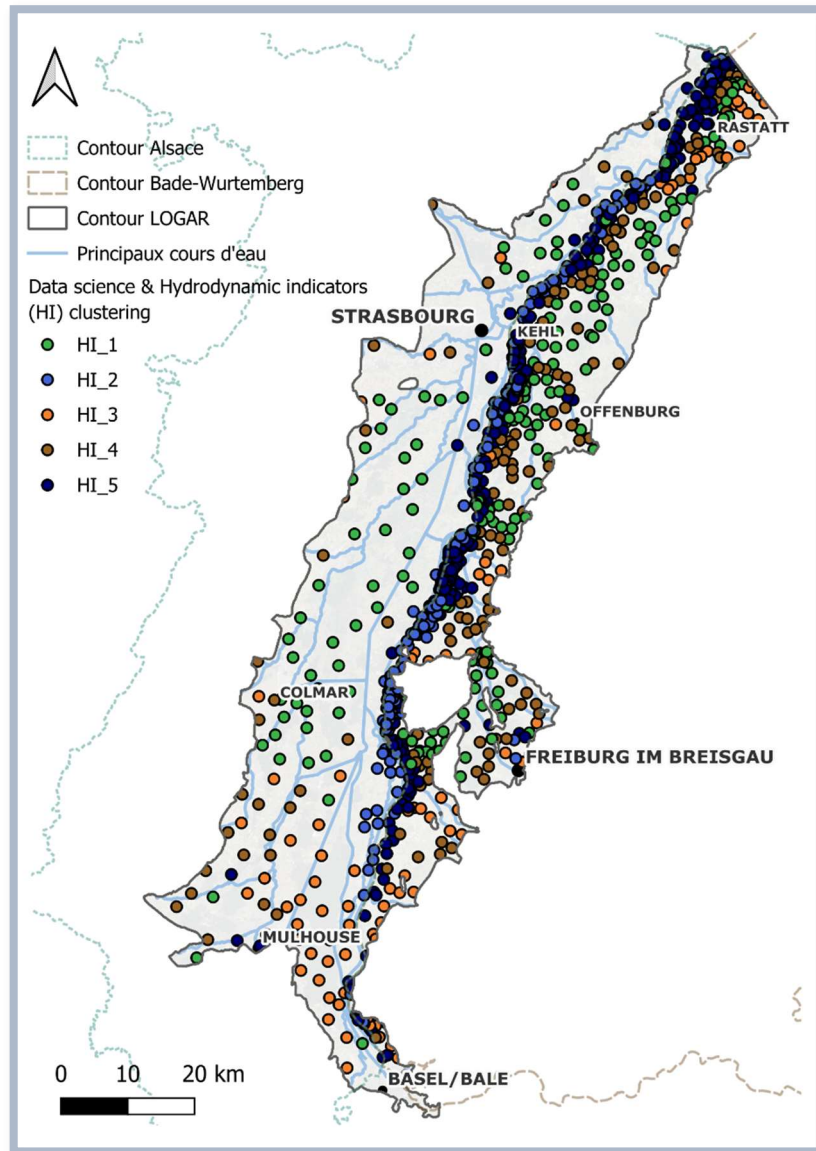 Contour Alsace
Contour Bade-Wurtemberg
Contour LOGAR
Principaux cours d'eau
Data science & Hydrodynamic indicators
(HI) clustering
HI_1
HI_2
HI_3
HI_4
HI_5
RASTATT
STRASBOURG
KEHL
OFFENBURG
COLMAR
FREIBURG IM BREISGAU
MULHOUSE
BASEL/BALE
0 10 20 km